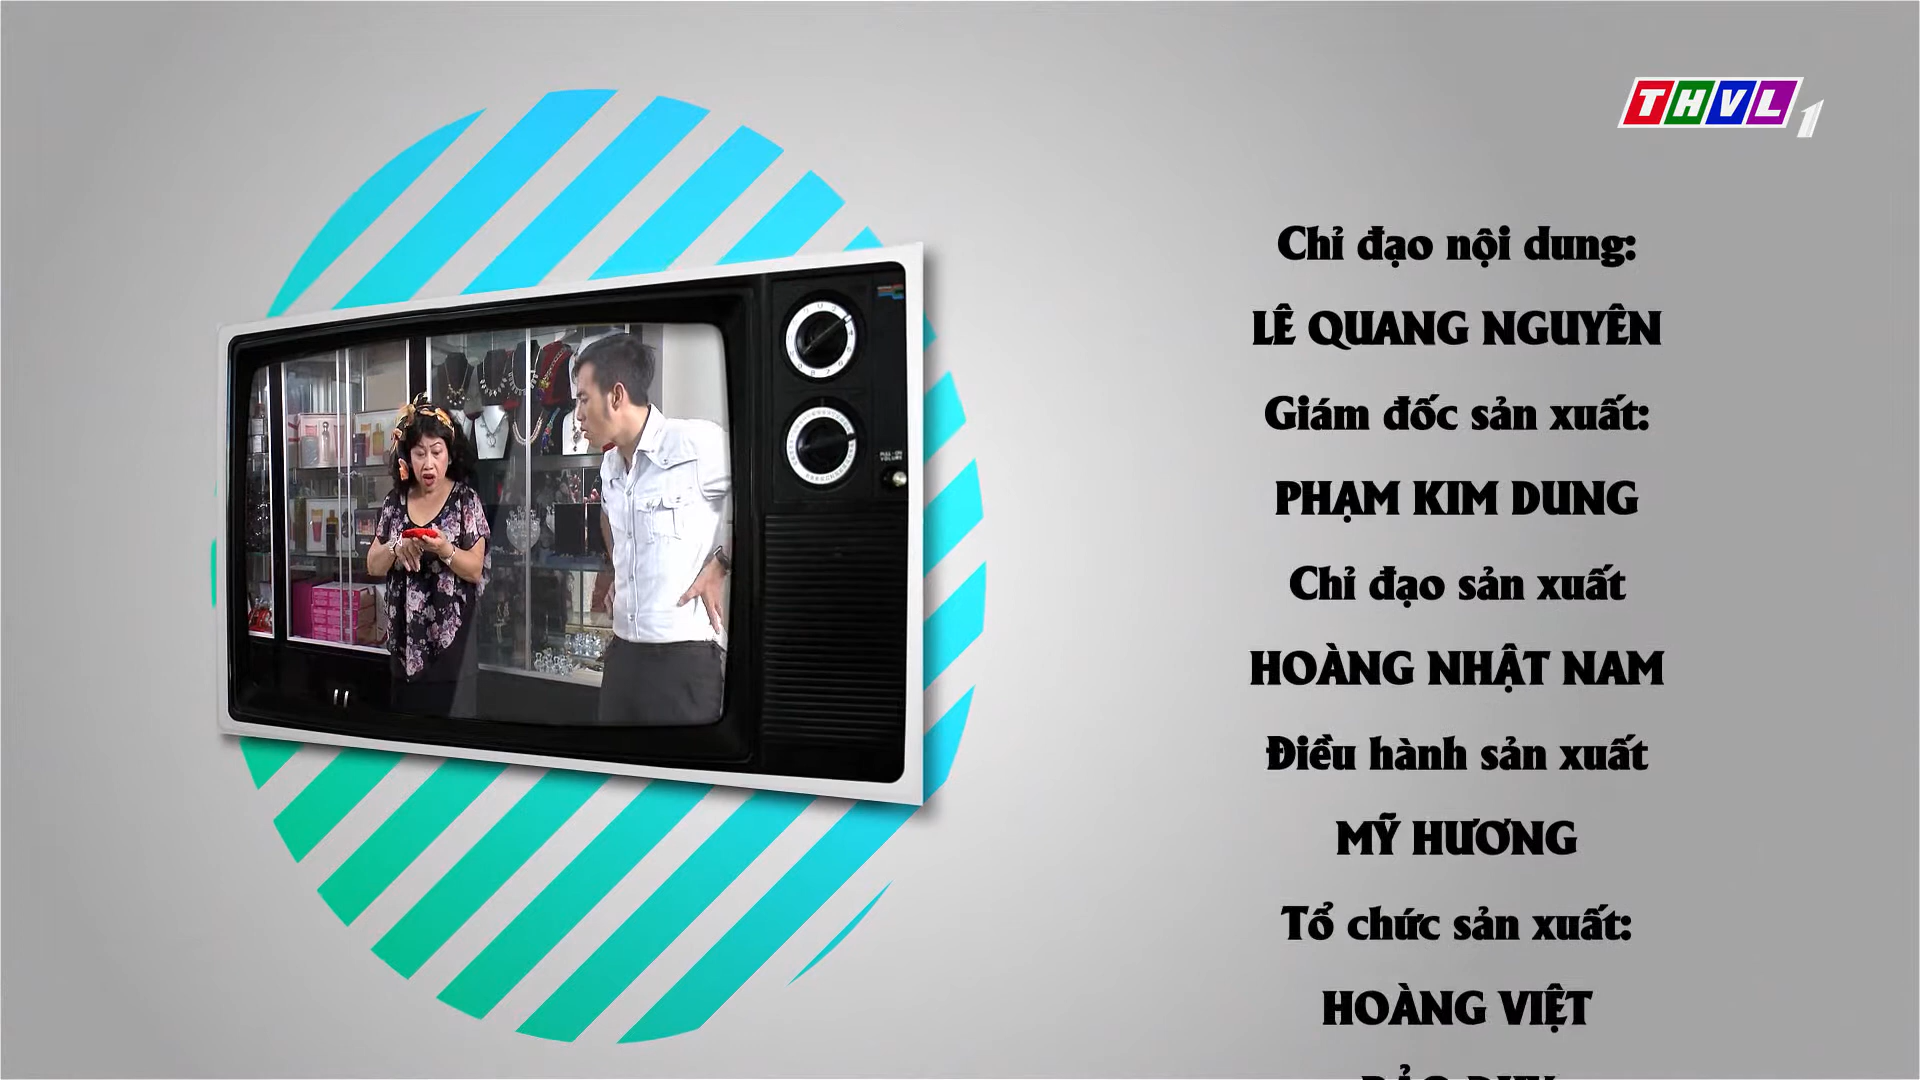 THVL1
Chỉ đạo nội dung:
LÊ QUANG NGUYÊN
Giám đốc sản xuất:
PHẠM KIM DUNG
Chỉ đạo sản xuất
HOÀNG NHẬT NAM
Điều hành sản xuất
MỸ HƯƠNG
Tổ chức sản xuất:
HOÀNG VIỆT